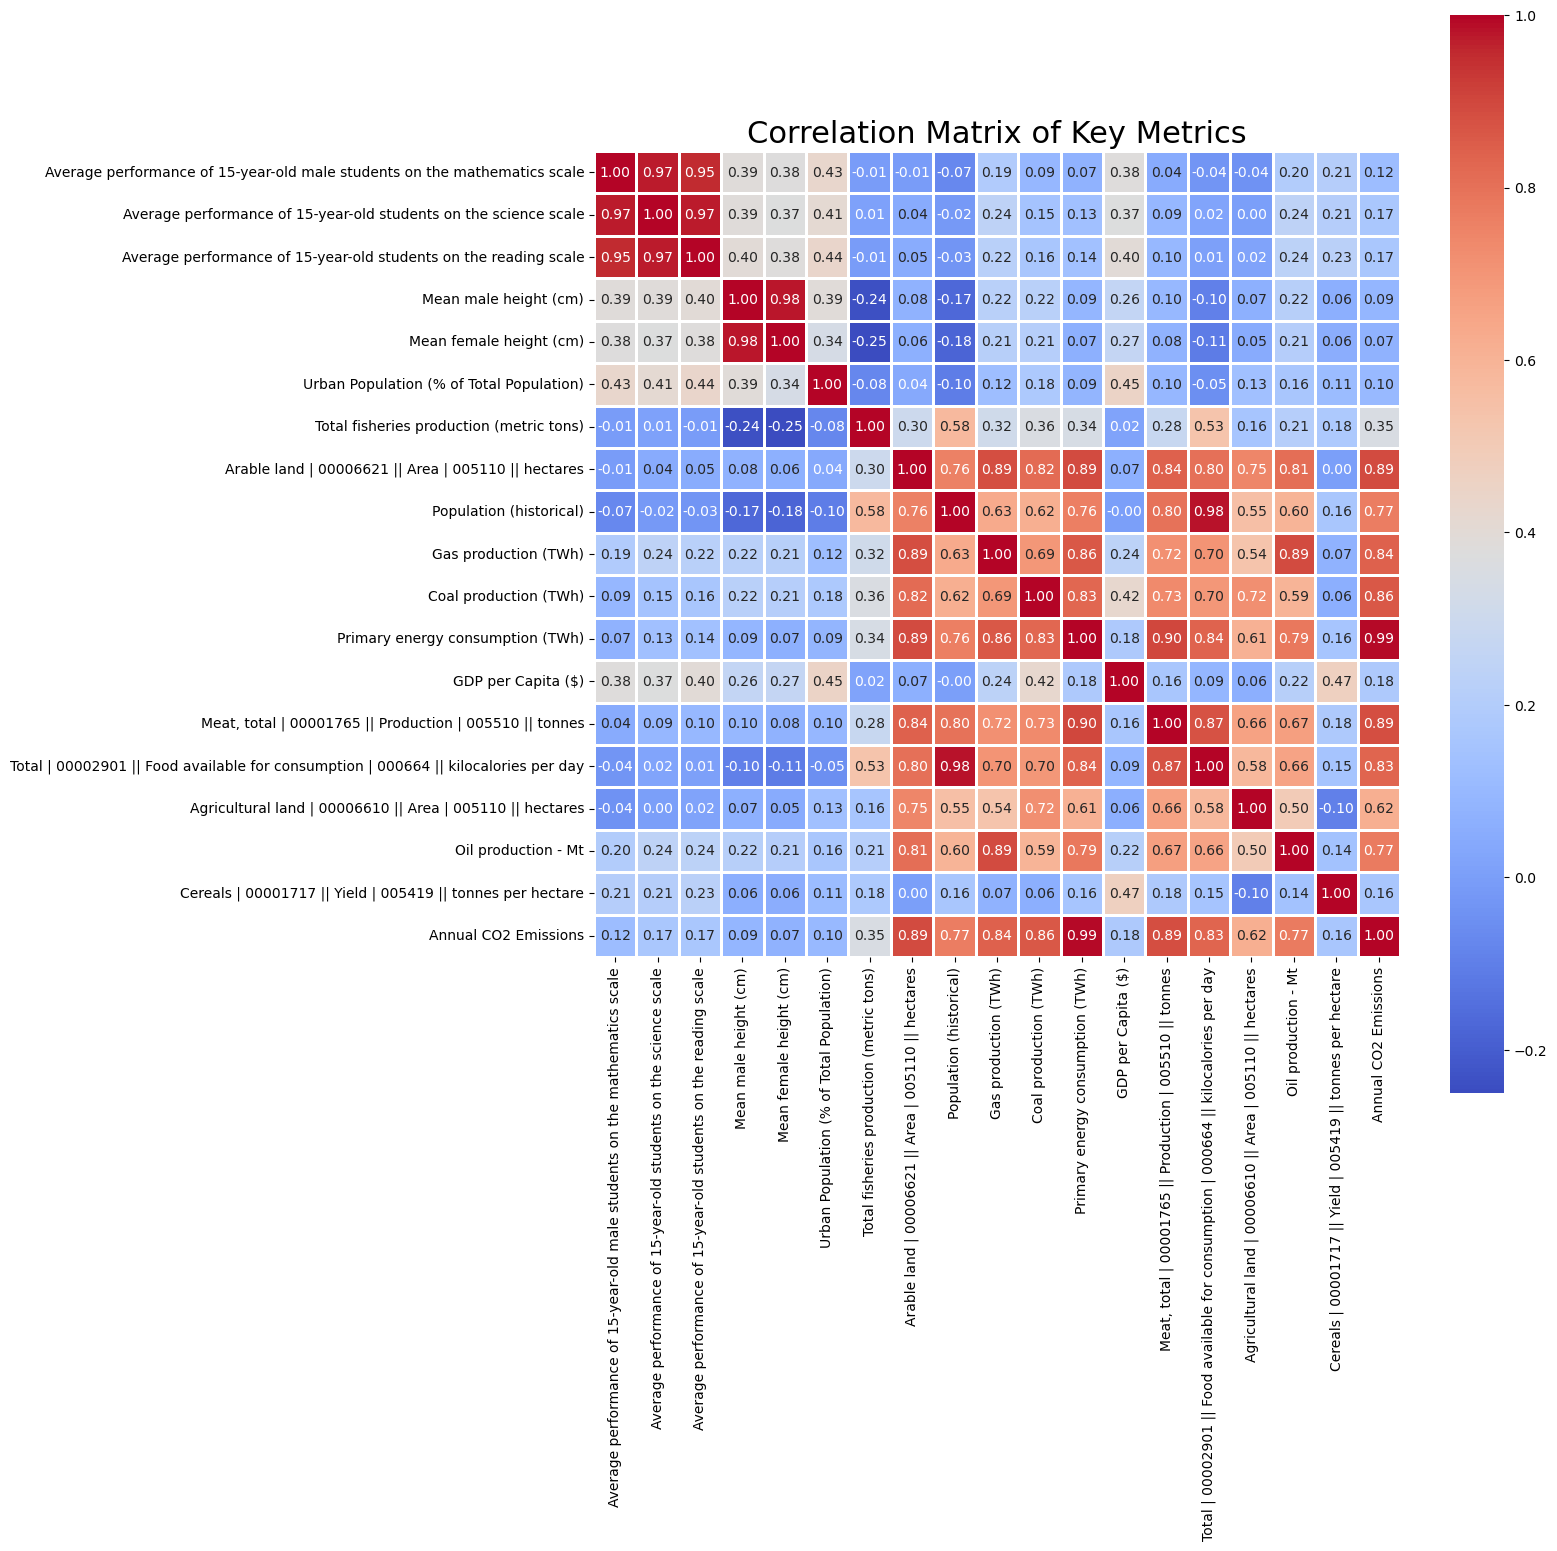 Correlation Matrix of Key Metrics
Average performance of 15-year-old male students on the mathematics scale
1.00 0.97 0.95 0.39 0.38 0.43 -0.01 -0.01 -0.07 0.19 0.09 0.07 0.38 0.04 -0.04 -0.04 0.20 0.21 0.12
Average performance of 15-year-old students on the science scale
0.97 1.00 0.97 0.39 0.37 0.41 0.01 0.04 -0.02 0.24 0.15 0.13 0.37 0.09 0.02 0.00 0.24 0.21 0.17
Average performance of 15-year-old students on the reading scale
0.95 0.97 1.00 0.40 0.38 0.44 -0.01 0.05 -0.03 0.22 0.16 0.14 0.40 0.10 0.01 0.02 0.24 0.23 0.17
Mean male height (cm)
0.39 0.39 0.40 1.00 0.98 0.39 -0.24 0.08 -0.17 0.22 0.22 0.09 0.26 0.10 -0.10 0.07 0.22 0.06 0.09
Mean female height (cm)
0.38 0.37 0.38 0.98 1.00 0.34 -0.25 0.06 -0.18 0.21 0.21 0.07 0.27 0.08 -0.11 0.05 0.21 0.06 0.07
Urban Population (% of Total Population)
0.43 0.41 0.44 0.39 0.34 1.00 -0.08 0.04 -0.10 0.12 0.18 0.09 0.45 0.10 -0.05 0.13 0.16 0.11 0.10
Total fisheries production (metric tons)
-0.01 0.01 -0.01 -0.24 -0.25 -0.08 1.00 0.30 0.58 0.32 0.36 0.34 0.02 0.28 0.53 0.16 0.21 0.18 0.35
Arable land | 00006621 || Area | 005110 || hectares
-0.01 0.04 0.05 0.08 0.06 0.04 0.30 1.00 0.76 0.89 0.82 0.89 0.07 0.84 0.80 0.75 0.81 0.00 0.89
Population (historical)
-0.07 -0.02 -0.03 -0.17 -0.18 -0.10 0.58 0.76 1.00 0.63 0.62 0.76 -0.00 0.80 0.98 0.55 0.60 0.16 0.77
Gas production (TWh)
0.19 0.24 0.22 0.22 0.21 0.12 0.32 0.89 0.63 1.00 0.69 0.86 0.24 0.72 0.70 0.54 0.89 0.07 0.84
Coal production (TWh)
0.09 0.15 0.16 0.22 0.21 0.18 0.36 0.82 0.62 0.69 1.00 0.83 0.42 0.73 0.70 0.72 0.59 0.06 0.86
Primary energy consumption (TWh)
0.07 0.13 0.14 0.09 0.07 0.09 0.34 0.89 0.76 0.86 0.83 1.00 0.18 0.90 0.84 0.61 0.79 0.16 0.99
GDP per Capita ($)
0.38 0.37 0.40 0.26 0.27 0.45 0.02 0.07 -0.00 0.24 0.42 0.18 1.00 0.16 0.09 0.06 0.22 0.47 0.18
Meat, total | 00001765 || Production | 005510 || tonnes
0.04 0.09 0.10 0.10 0.08 0.10 0.28 0.84 0.80 0.72 0.73 0.90 0.16 1.00 0.87 0.66 0.67 0.18 0.89
Total | 00002901 || Food available for consumption | 000664 || kilocalories per day
-0.04 0.02 0.01 -0.10 -0.11 -0.05 0.53 0.80 0.98 0.70 0.70 0.84 0.09 0.87 1.00 0.58 0.66 0.15 0.83
Agricultural land | 00006610 || Area | 005110 || hectares
-0.04 0.00 0.02 0.07 0.05 0.13 0.16 0.75 0.55 0.54 0.72 0.61 0.06 0.66 0.58 1.00 0.50 -0.10 0.62
Oil production - Mt
0.20 0.24 0.24 0.22 0.21 0.16 0.21 0.81 0.60 0.89 0.59 0.79 0.22 0.67 0.66 0.50 1.00 0.14 0.77
Cereals | 00001717 || Yield | 005419 || tonnes per hectare
0.21 0.21 0.23 0.06 0.06 0.11 0.18 0.00 0.16 0.07 0.06 0.16 0.47 0.18 0.15 -0.10 0.14 1.00 0.16
Annual CO2 Emissions
0.12 0.17 0.17 0.09 0.07 0.10 0.35 0.89 0.77 0.84 0.86 0.99 0.18 0.89 0.83 0.62 0.77 0.16 1.00
Average performance of 15-year-old male students on the mathematics scale
Average performance of 15-year-old students on the science scale
Average performance of 15-year-old students on the reading scale
Mean male height (cm)
Mean female height (cm)
Urban Population (% of Total Population)
Total fisheries production (metric tons)
Arable land | 00006621 || Area | 005110 || hectares
Population (historical)
Gas production (TWh)
Coal production (TWh)
Primary energy consumption (TWh)
GDP per Capita ($)
Meat, total | 00001765 || Production | 005510 || tonnes
Total | 00002901 || Food available for consumption | 000664 || kilocalories per day
Agricultural land | 00006610 || Area | 005110 || hectares
Oil production - Mt
Cereals | 00001717 || Yield | 005419 || tonnes per hectare
Annual CO2 Emissions
1.0
0.8
0.6
0.4
0.2
0.0
−0.2